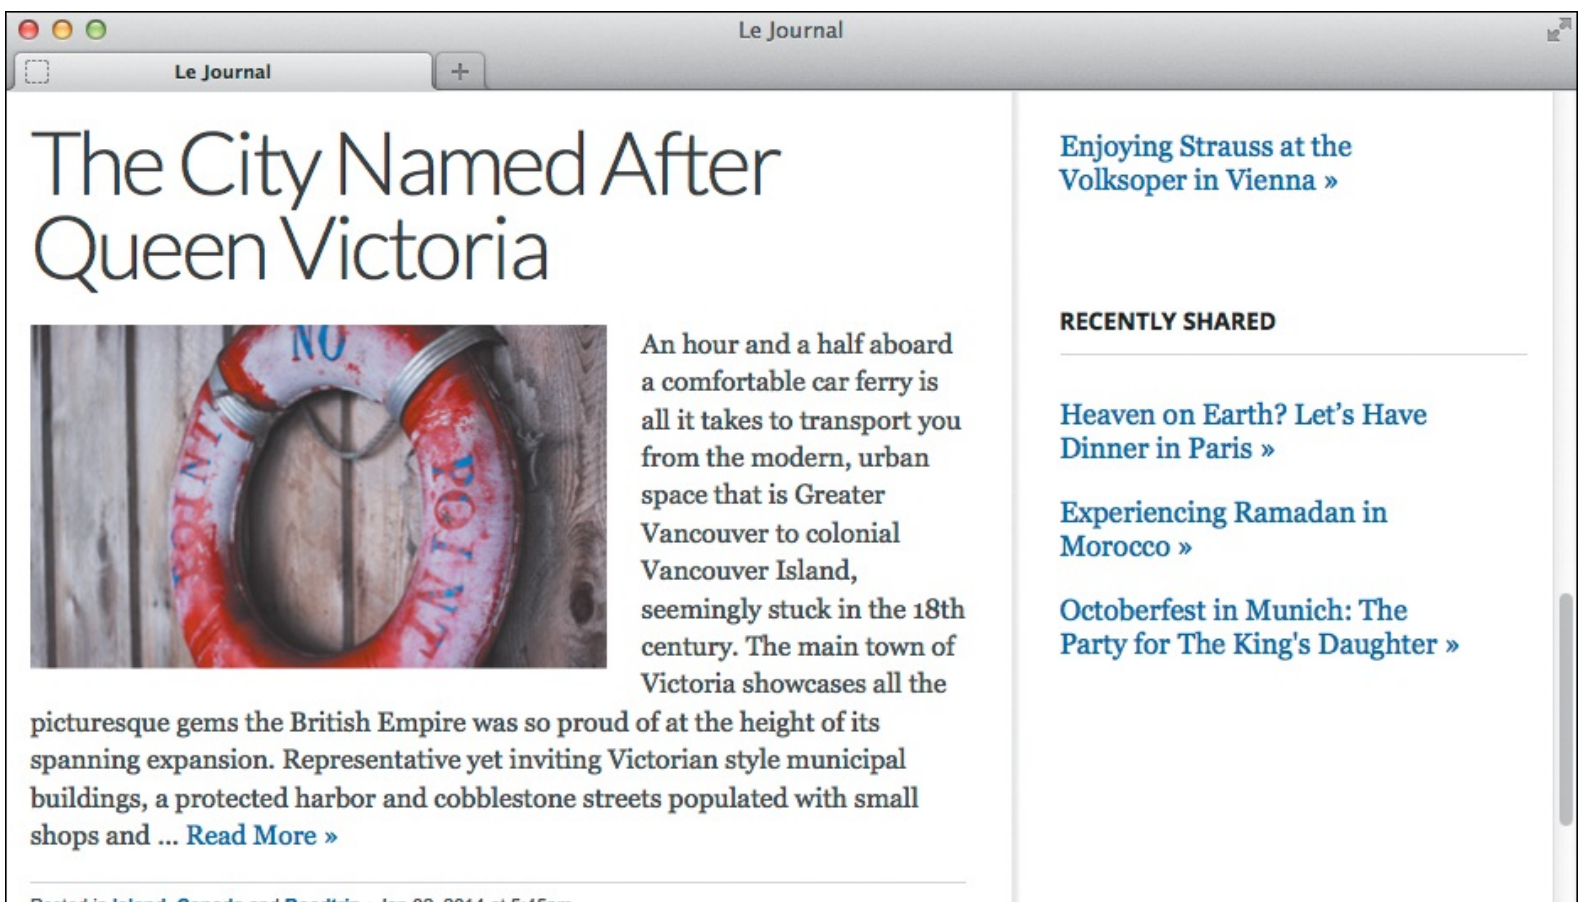 Le Journal
Le Journal
The City Named After
Queen Victoria
NO
POINT
An hour and a half aboard
a comfortable car ferry is
all it takes to transport you
from the modern, urban
space that is Greater
Vancouver to colonial
Vancouver Island,
seemingly stuck in the 18th
century. The main town of
Victoria showcases all the
picturesque gems the British Empire was so proud of at the height of its
spanning expansion. Representative yet inviting Victorian style municipal
buildings, a protected harbor and cobblestone streets populated with small
shops and ... Read More »
Enjoying Strauss at the
Volksoper in Vienna »
RECENTLY SHARED
Heaven on Earth? Let’s Have
Dinner in Paris »
Experiencing Ramadan in
Morocco »
Octoberfest in Munich: The
Party for The King's Daughter »